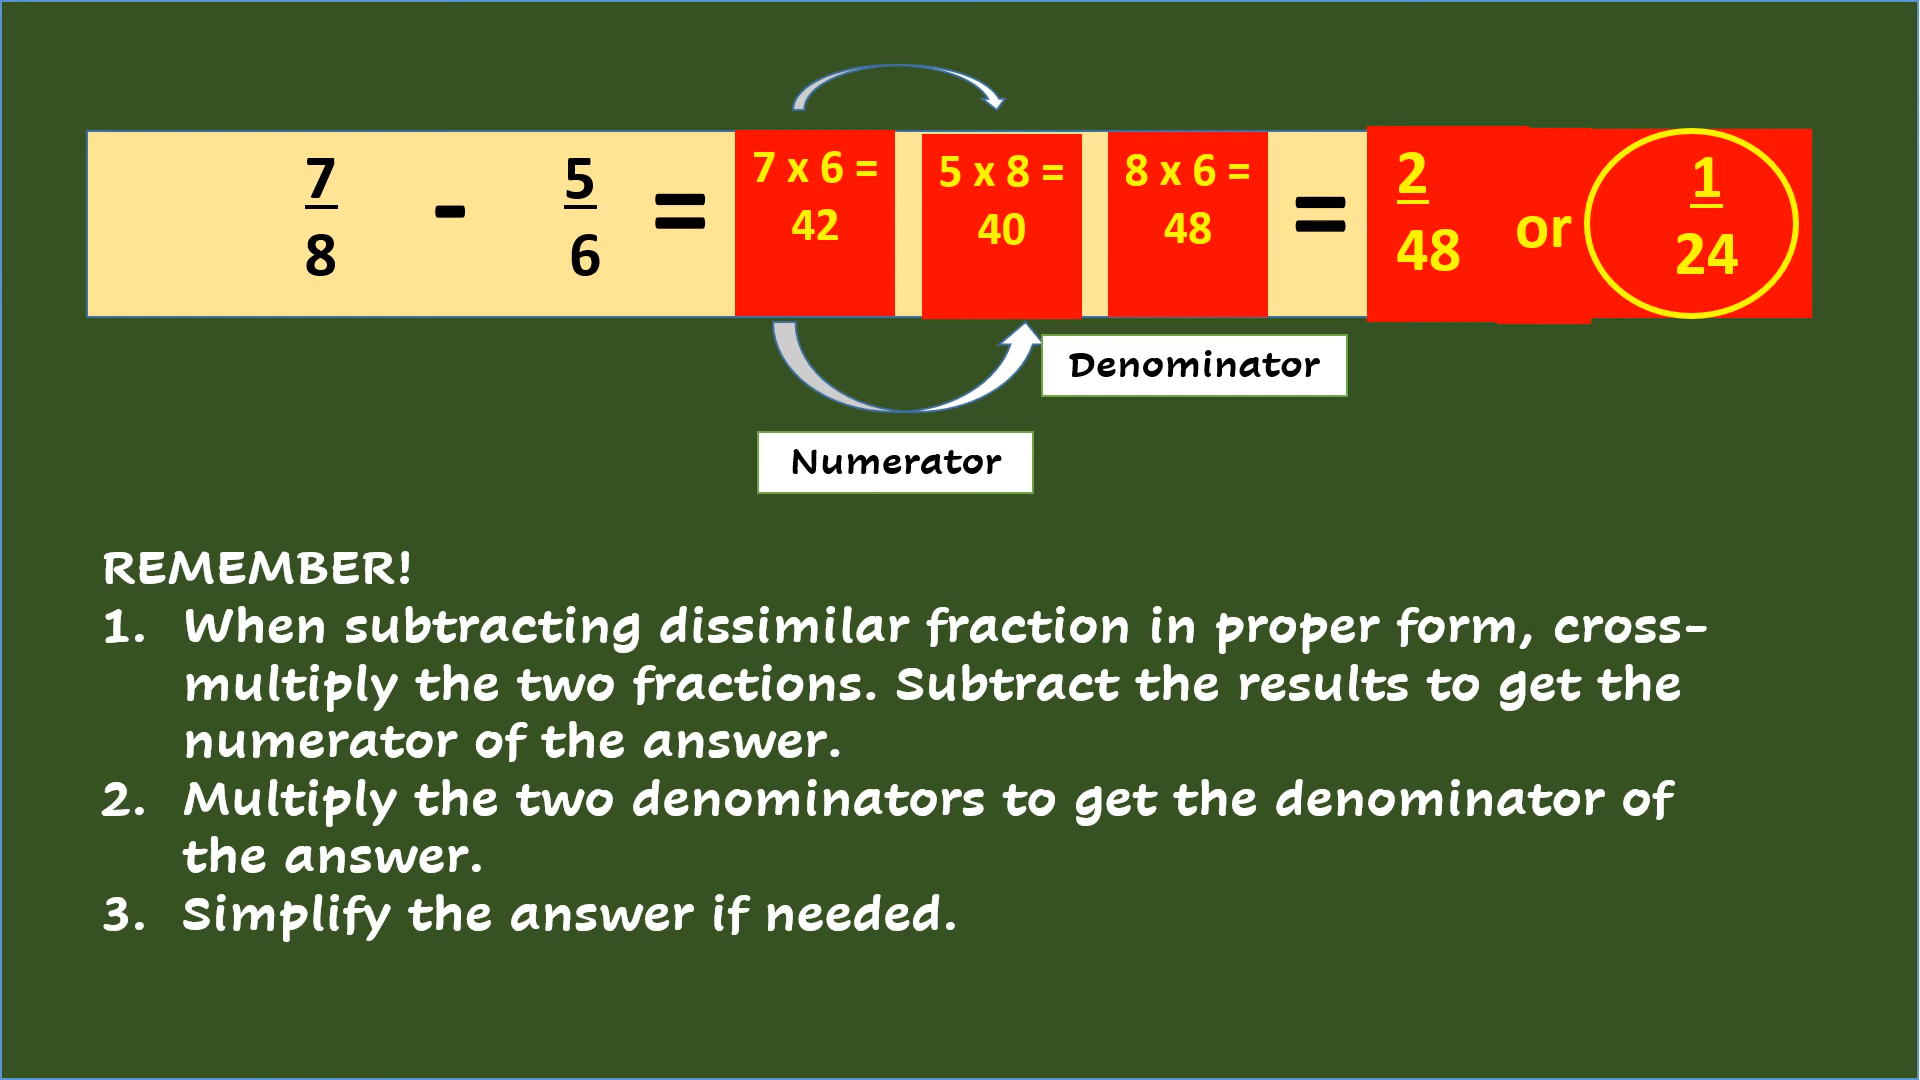 7 - 5 = 7 x 6 = 5 x 8 = 8 x 6 = = 2 or 1
8 6 42 40 48 48 24
Denominator
Numerator
REMEMBER!
1. When subtracting dissimilar fraction in proper form, cross-
multiply the two fractions. Subtract the results to get the
numerator of the answer.
2. Multiply the two denominators to get the denominator of
the answer.
3. Simplify the answer if needed.